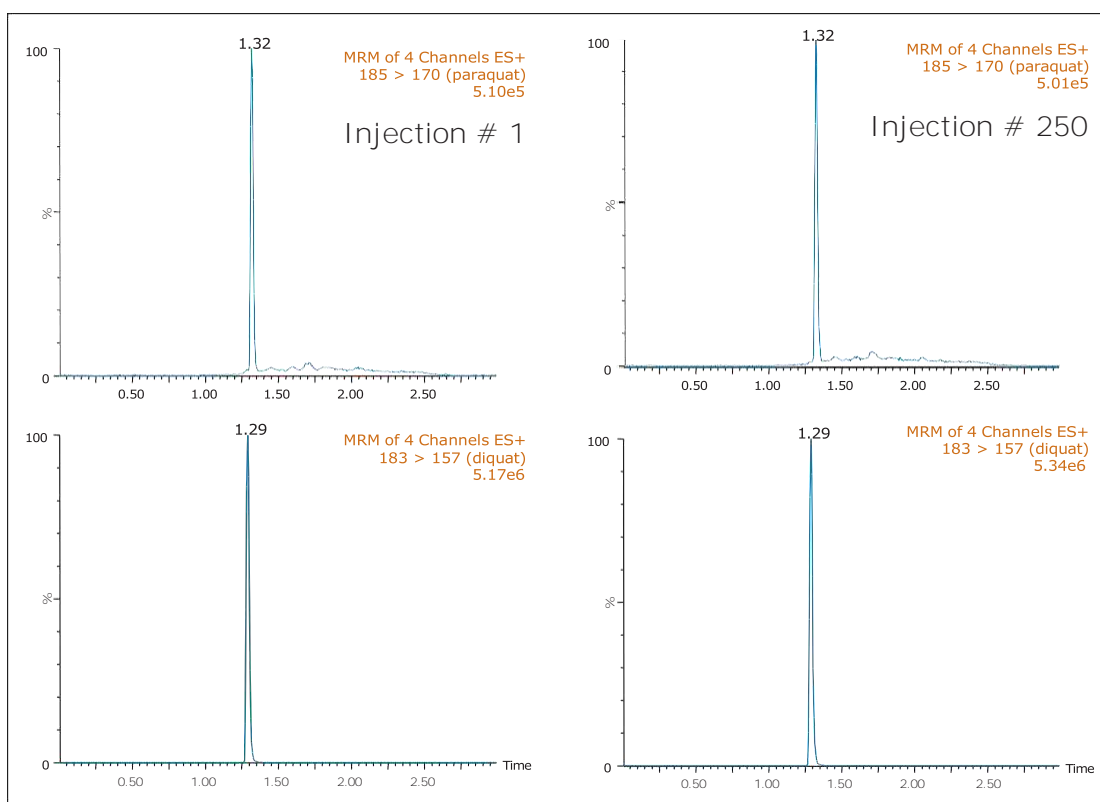 1.32
100
MRM of 4 Channels ES+
185 > 170 (paraquat)
5.10e5
Injection # 1
%
0
0.50 1.00 1.50 2.00 2.50
1.32
100
MRM of 4 Channels ES+
185 > 170 (paraquat)
5.01e5
Injection # 250
%
0
0.50 1.00 1.50 2.00 2.50
1.29
100
MRM of 4 Channels ES+
183 > 157 (diquat)
5.17e6
%
0
Time
0.50 1.00 1.50 2.00 2.50
1.29
100
MRM of 4 Channels ES+
183 > 157 (diquat)
5.34e6
%
0
Time
0.50 1.00 1.50 2.00 2.50